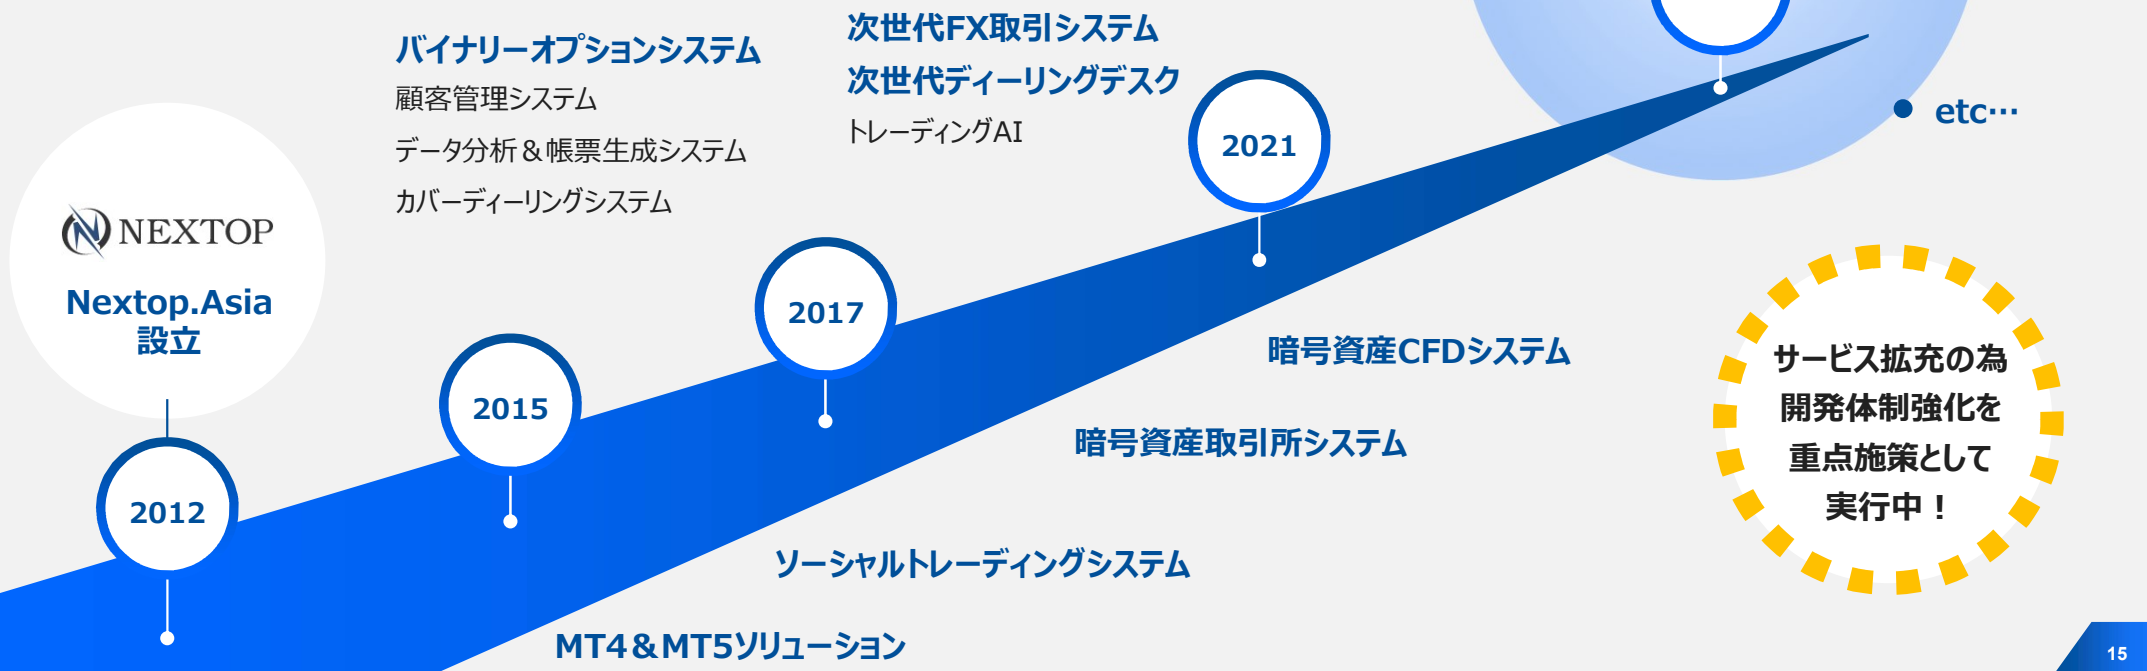 次世代FX取引システム
バイナリーオプションシステム
次世代ディーリングデスク
顧客管理システム
トレーディングAI
データ分析＆帳票生成システム
カバーディーリングシステム
etc…
2021
NEXTOP
Nextop.Asia
設立
2017
2015
2012
暗号資産CFDシステム
暗号資産取引所システム
ソーシャルトレーディングシステム
MT4＆MT5ソリューション
サービス拡充の為
開発体制強化を
重点施策として
実行中！
15